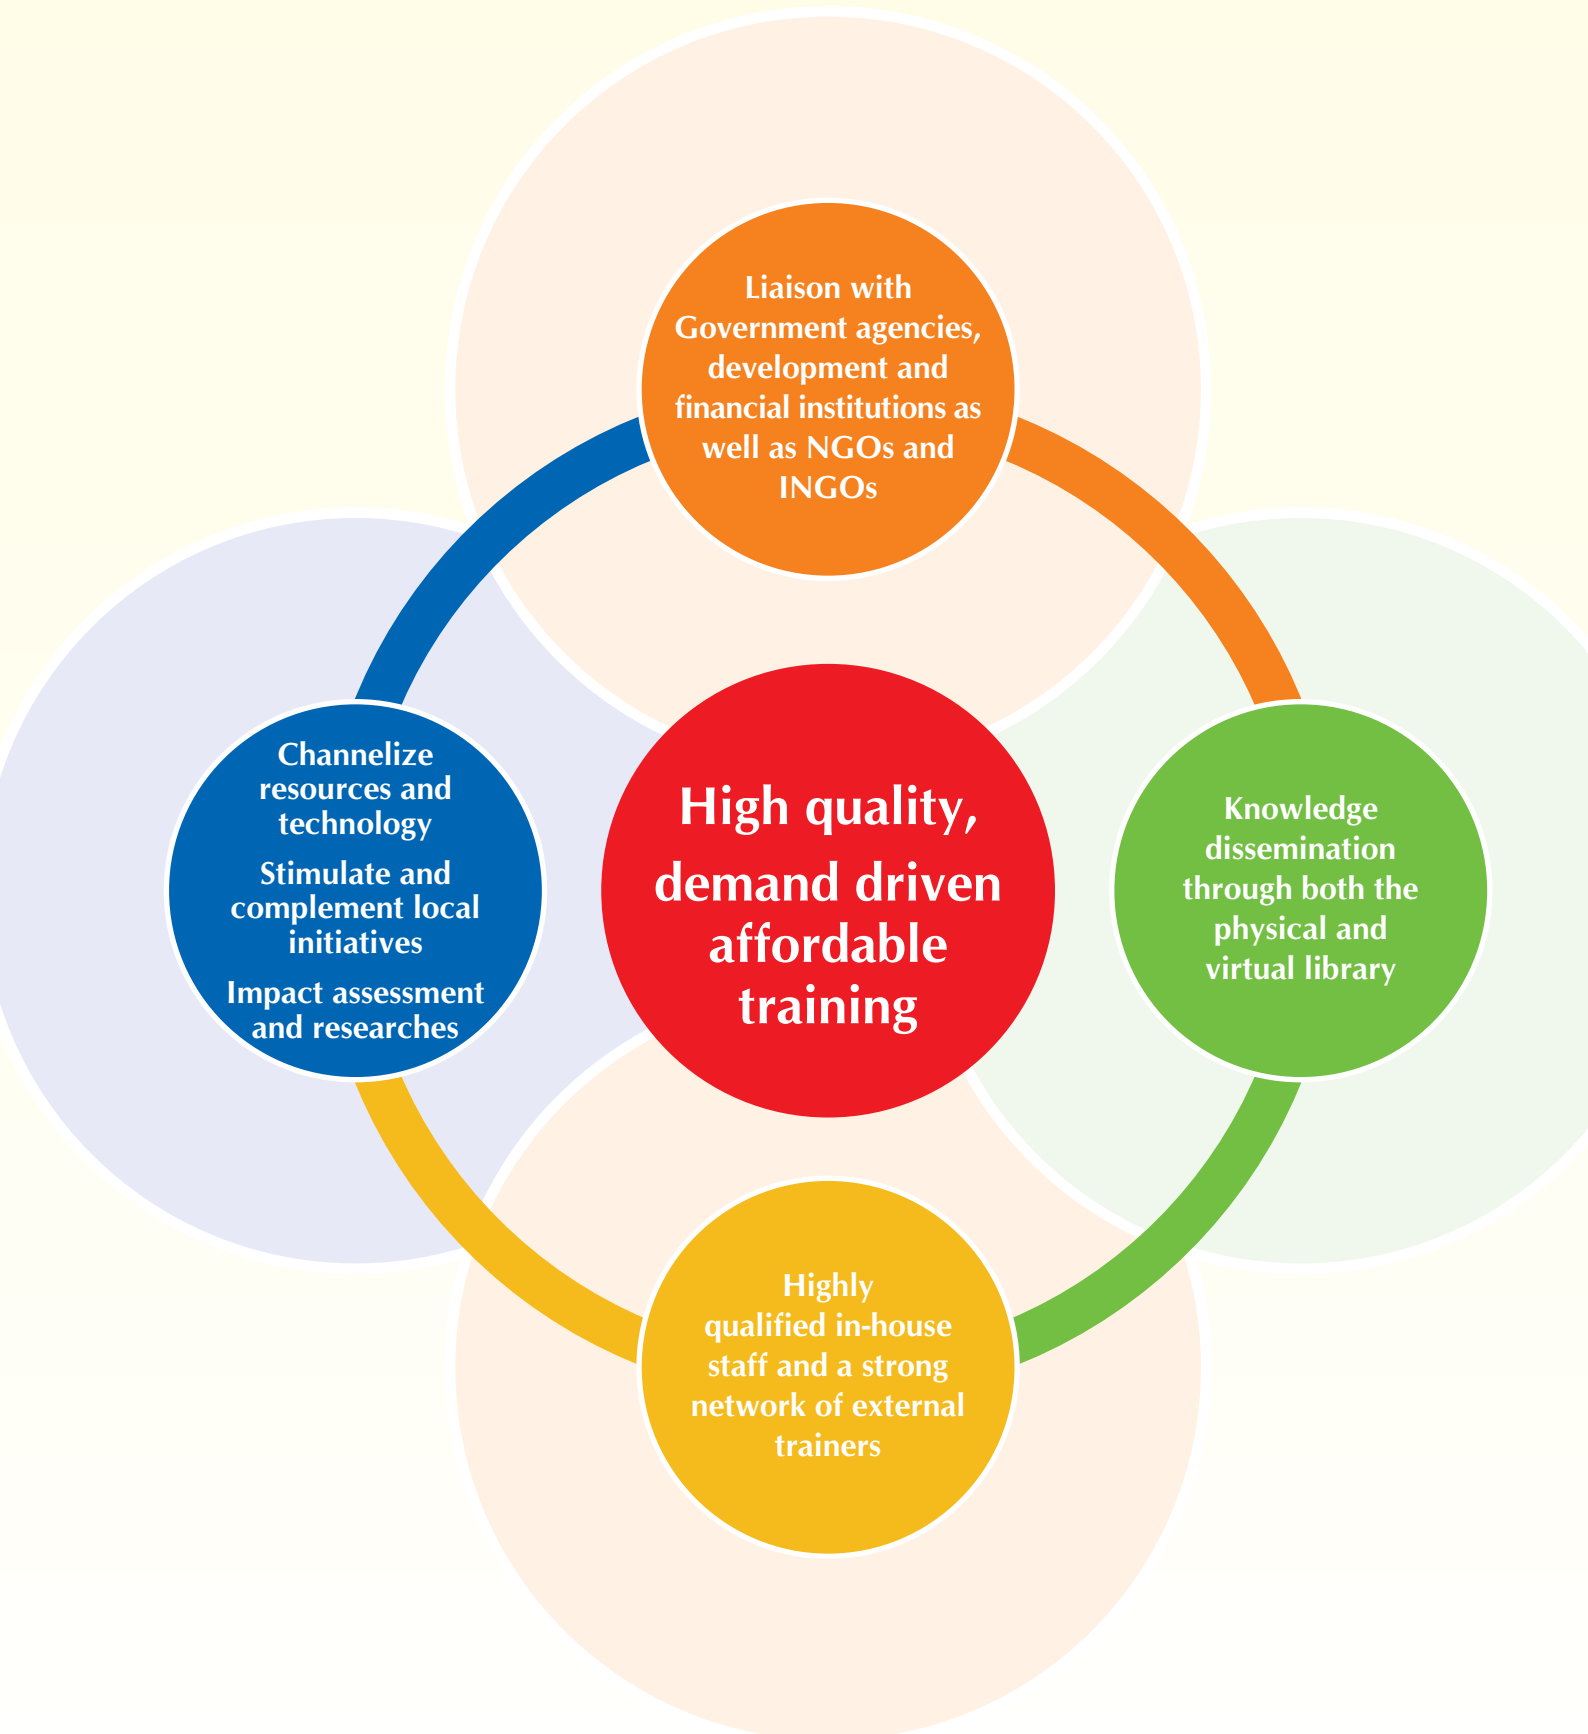 Liaison with
Government agencies,
development and
financial institutions as
well as NGOs and
INGOs
Channelize
resources and
technology
Stimulate and
complement local
initiatives
Impact assessment
and researches
High quality,
demand driven
affordable
training
Knowledge
dissemination
through both the
physical and
virtual library
Highly
qualified in-house
staff and a strong
network of external
trainers